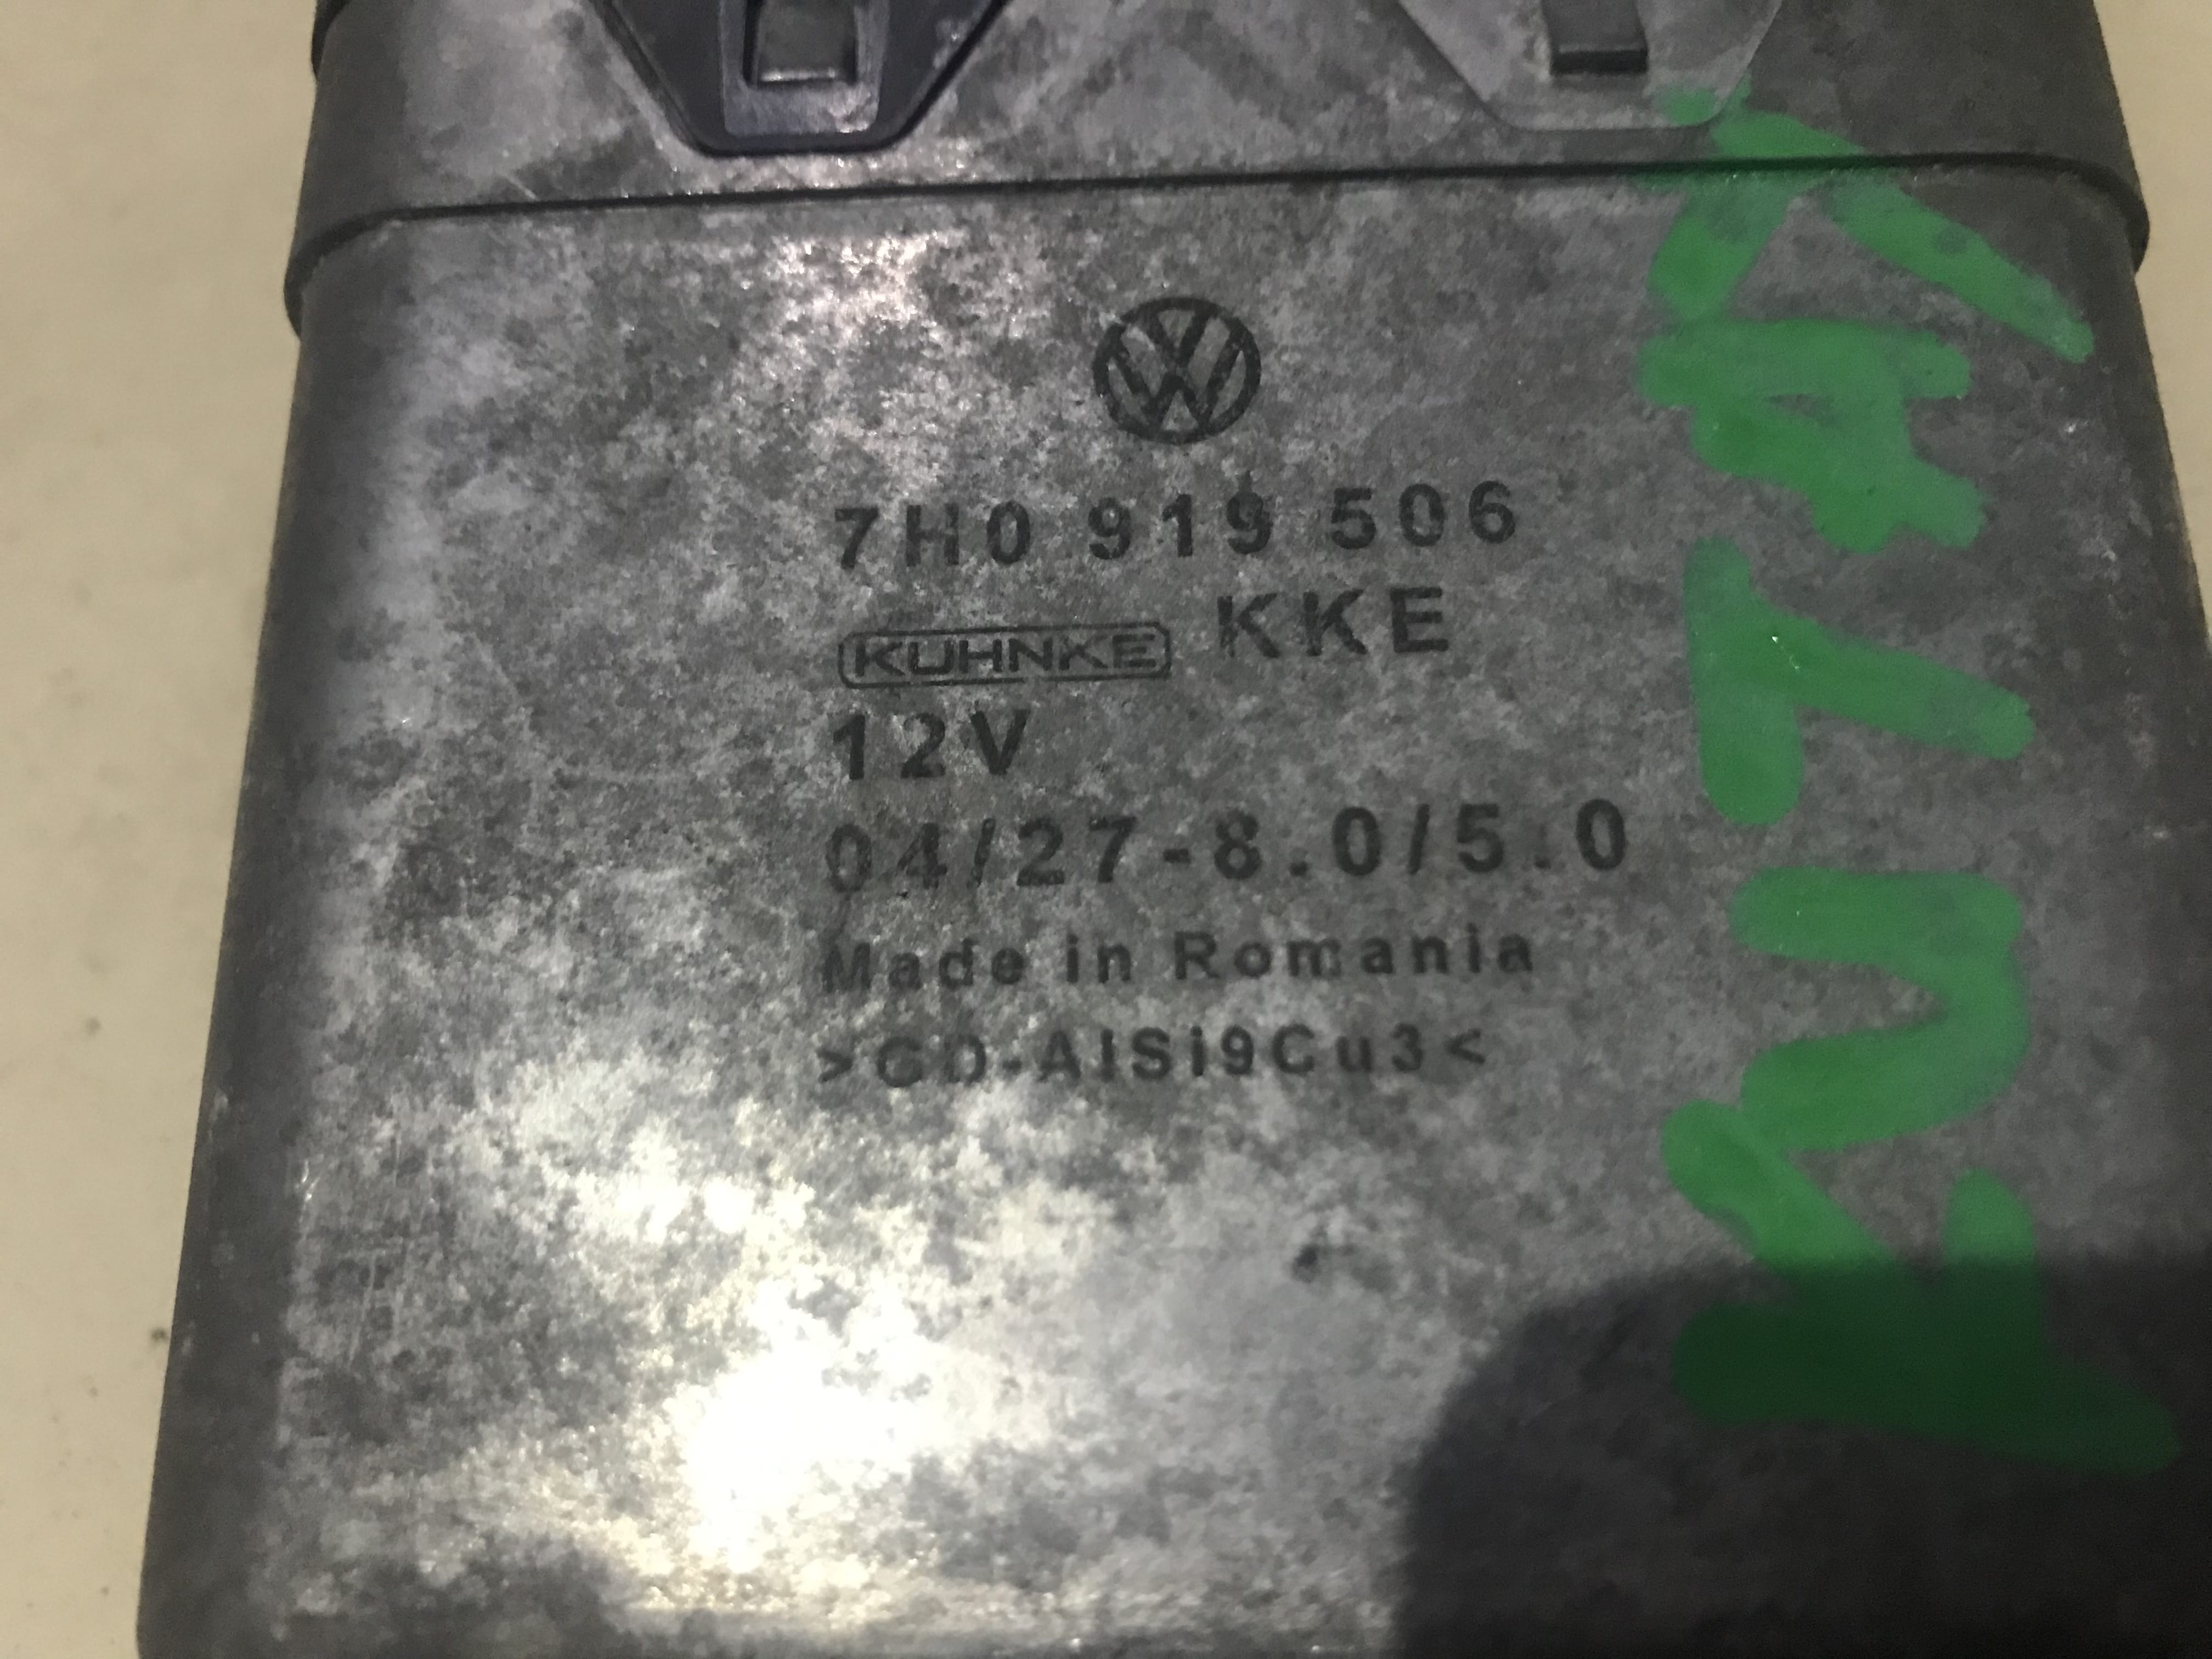 7H0 919 506
KUHNKE KKE
12V
04/27-8.0/5.0
Made in Romania
>GD-AlSi9Cu3<